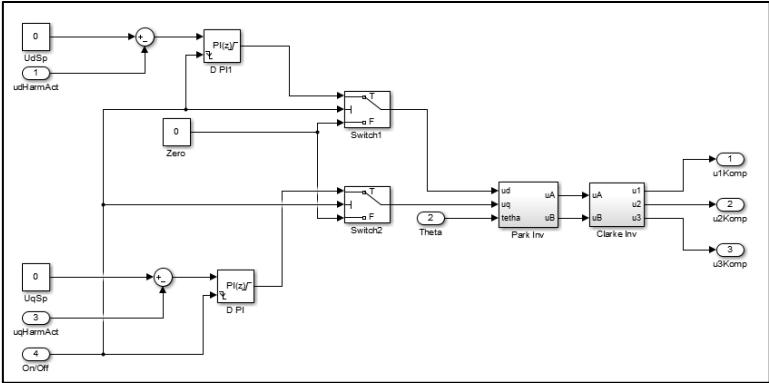 0
UdSp
1
udHarmAct
PI(z)
D PI1
0
Zero
T
F
Switch1
T
F
Switch2
2
Theta
ud
uq
tetha
uA
uB
Park Inv
uA
uB
u1
u2
u3
Clarke Inv
1
u1Komp
2
u2Komp
3
u3Komp
0
UqSp
3
uqHarmAct
PI(z)
D PI
4
On/Off